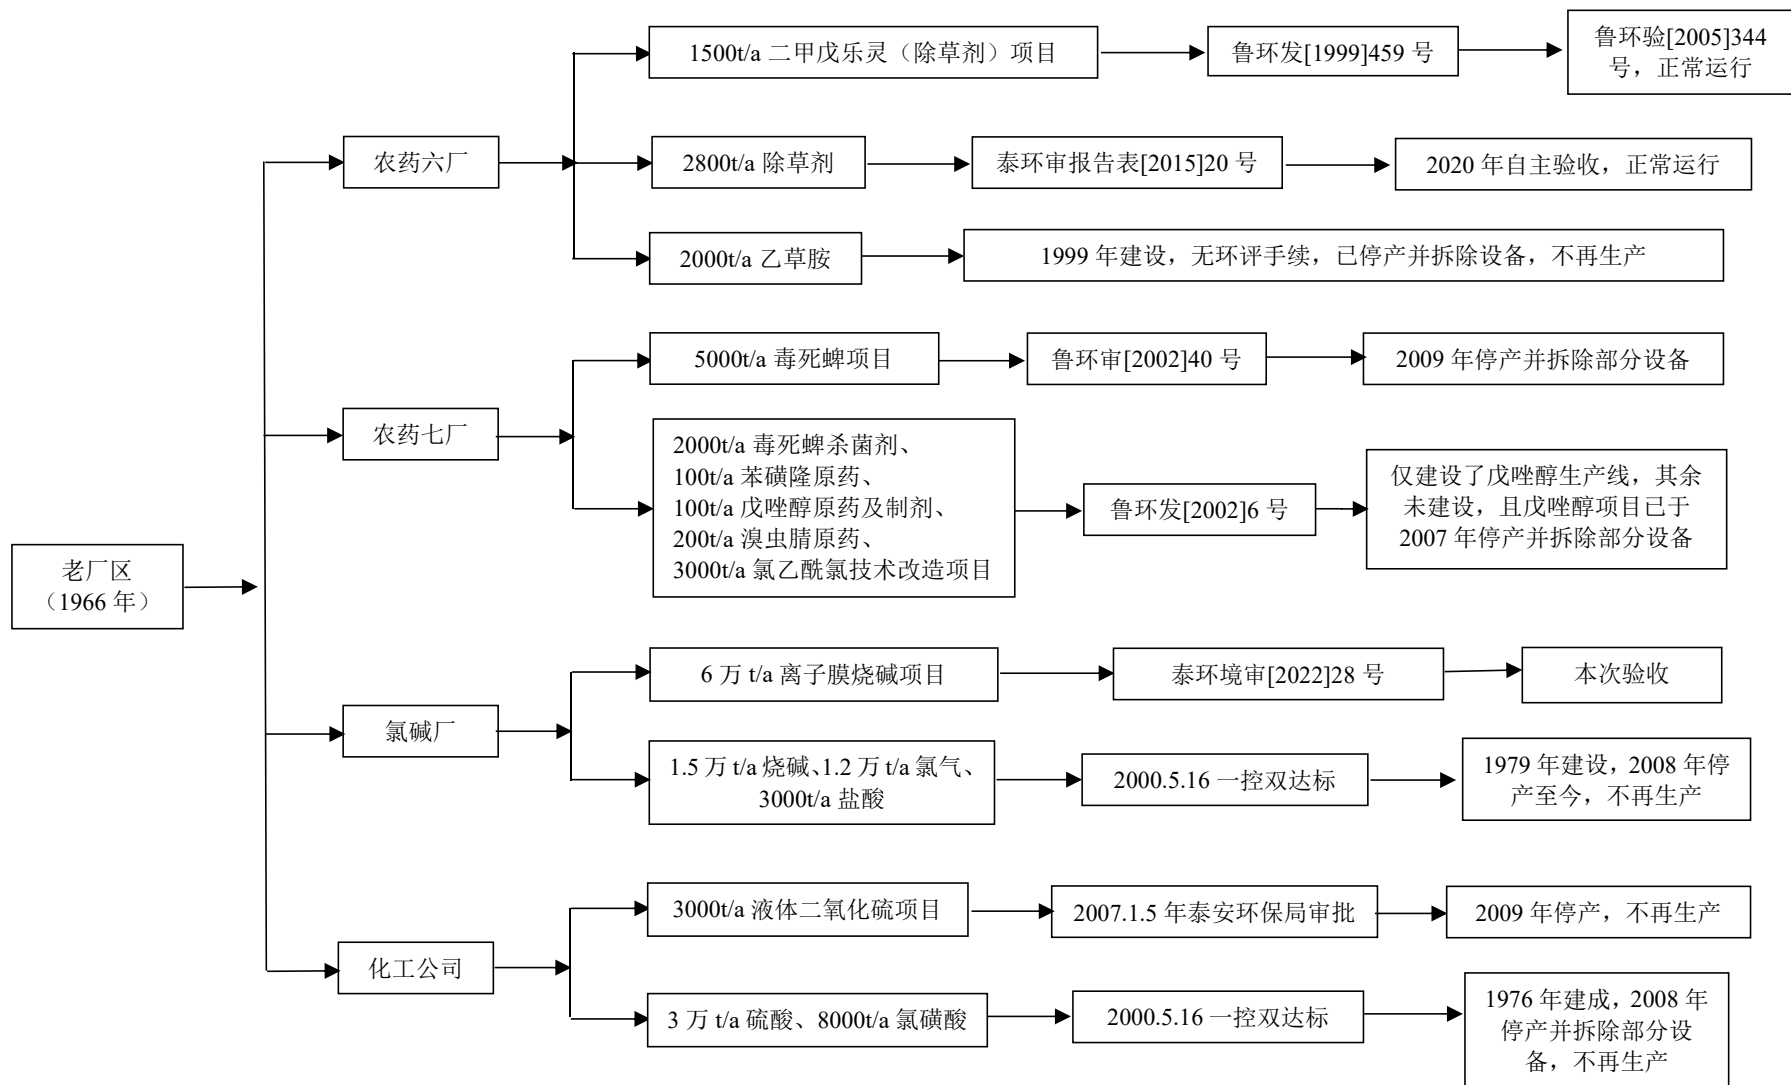 1500t/a 二甲戊乐灵（除草剂）项目
鲁环发[1999]459 号
鲁环验[2005]344
号，正常运行
农药六厂
2800t/a 除草剂
泰环审报告表[2015]20 号
2020 年自主验收，正常运行
2000t/a 乙草胺
1999 年建设，无环评手续，已停产并拆除设备，不再生产
5000t/a 毒死蜱项目
鲁环审[2002]40 号
2009 年停产并拆除部分设备
农药七厂
2000t/a 毒死蜱杀菌剂、
100t/a 苯磺隆原药、
100t/a 戊唑醇原药及制剂、
200t/a 溴虫腈原药、
3000t/a 氯乙酰氯技术改造项目
鲁环发[2002]6 号
仅建设了戊唑醇生产线，其余
未建设，且戊唑醇项目已于
2007 年停产并拆除部分设备
老厂区
（1966 年）
6 万 t/a 离子膜烧碱项目
泰环境审[2022]28 号
本次验收
氯碱厂
1.5 万 t/a 烧碱、1.2 万 t/a 氯气、
3000t/a 盐酸
2000.5.16 一控双达标
1979 年建设，2008 年停
产至今，不再生产
3000t/a 液体二氧化硫项目
2007.1.5 年泰安环保局审批
2009 年停产，不再生产
化工公司
3 万 t/a 硫酸、8000t/a 氯磺酸
2000.5.16 一控双达标
1976 年建成，2008 年
停产并拆除部分设
备，不再生产